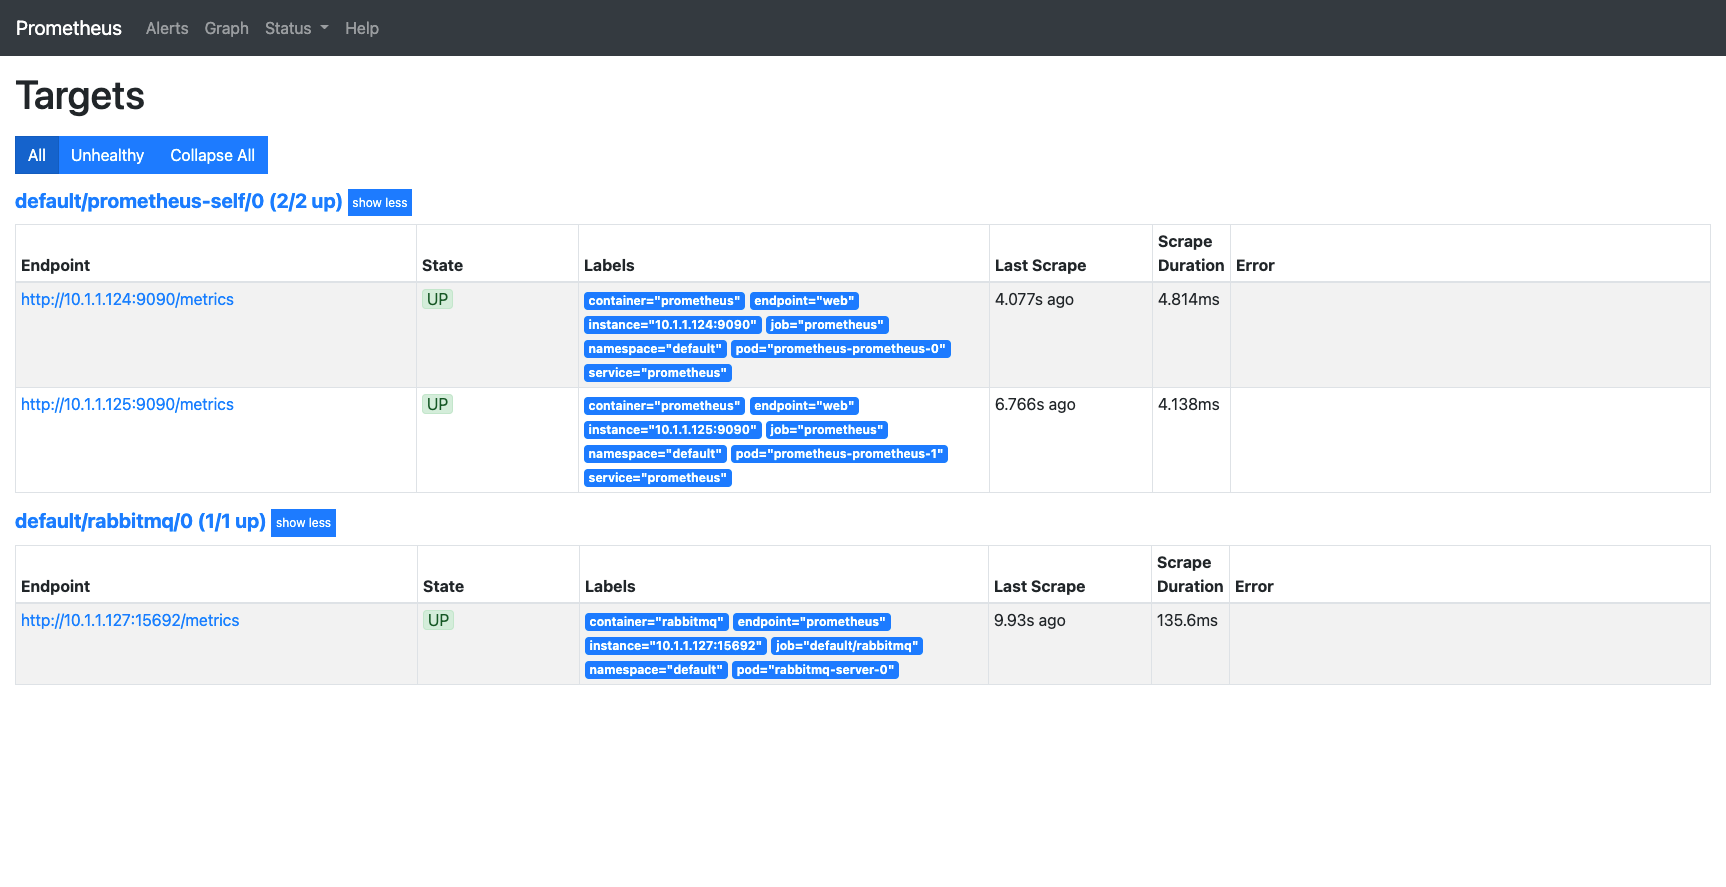 Prometheus Alerts Graph Status Help
Targets
All Unhealthy Collapse All
default/prometheus-self/0 (2/2 up) show less
Endpoint State Labels Last Scrape Scrape Duration Error
http://10.1.1.124:9090/metrics UP container="prometheus" endpoint="web" 4.077s ago 4.814ms
instance="10.1.1.124:9090" job="prometheus"
namespace="default" pod="prometheus-prometheus-0"
service="prometheus"
http://10.1.1.125:9090/metrics UP container="prometheus" endpoint="web" 6.766s ago 4.138ms
instance="10.1.1.125:9090" job="prometheus"
namespace="default" pod="prometheus-prometheus-1"
service="prometheus"
default/rabbitmq/0 (1/1 up) show less
Endpoint State Labels Last Scrape Scrape Duration Error
http://10.1.1.127:15692/metrics UP container="rabbitmq" endpoint="prometheus" 9.93s ago 135.6ms
instance="10.1.1.127:15692" job="default/rabbitmq"
namespace="default" pod="rabbitmq-server-0"